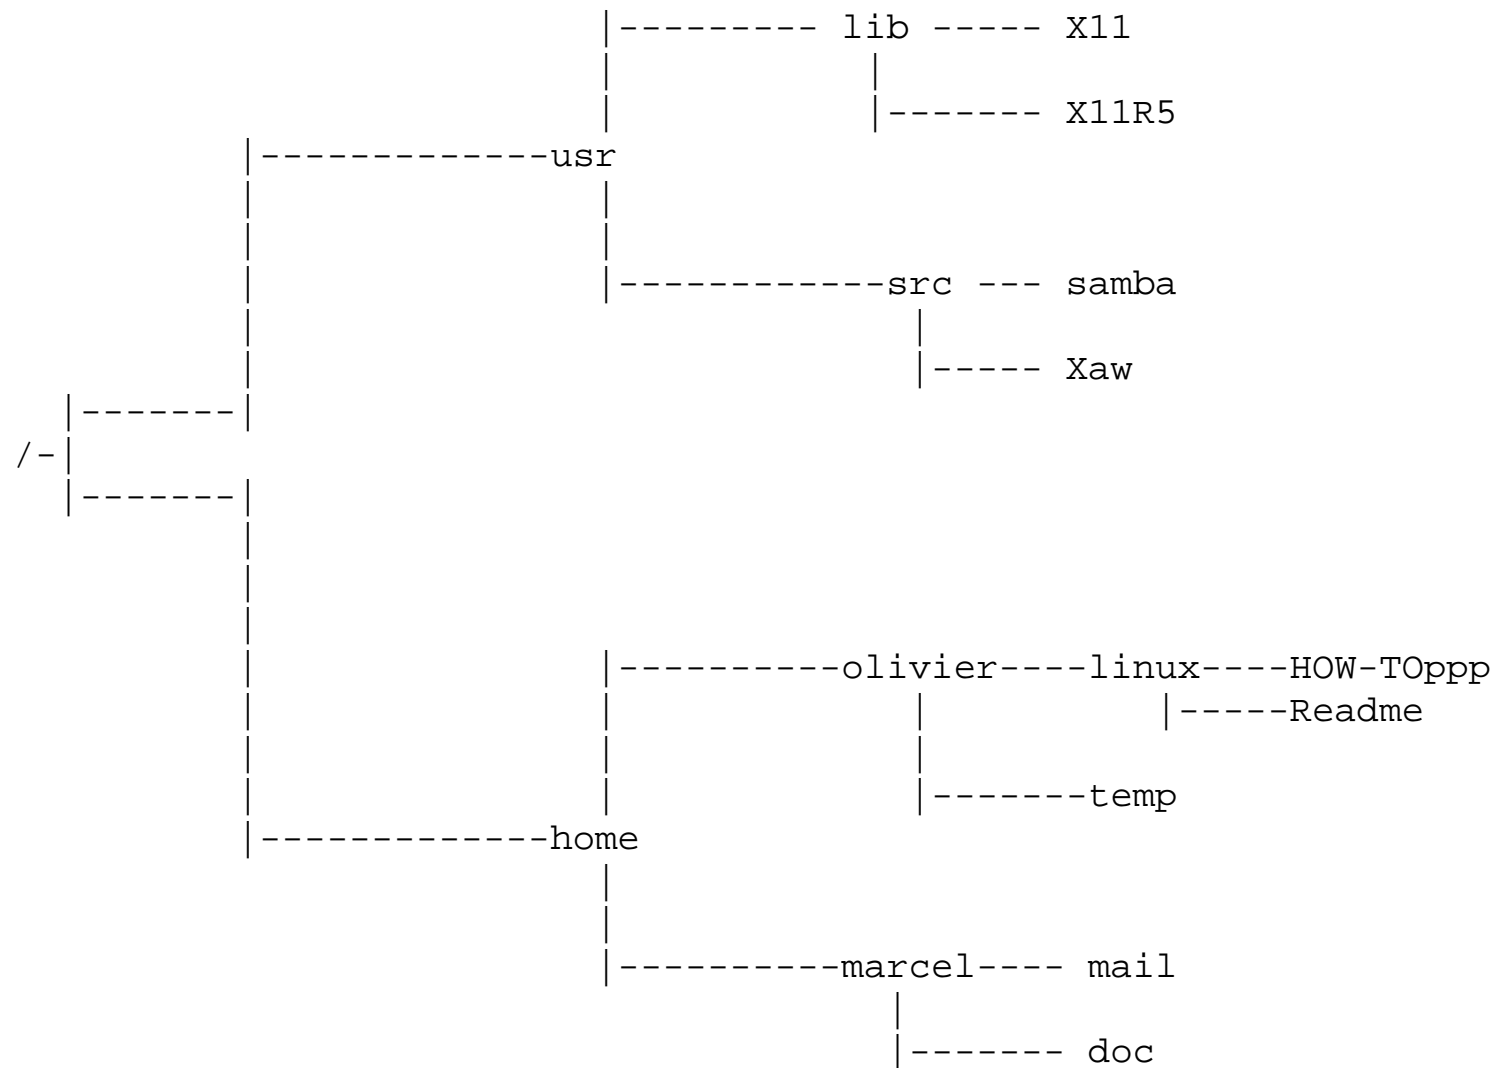 |--------- lib ----- X11
|------- X11R5
|-------------usr
|------------src --- samba
|----- Xaw
|-------|
/-|
|-------|
|----------olivier----linux----HOW-TOppp
|-----Readme
|-------temp
|-------------home
|----------marcel---- mail
|------- doc